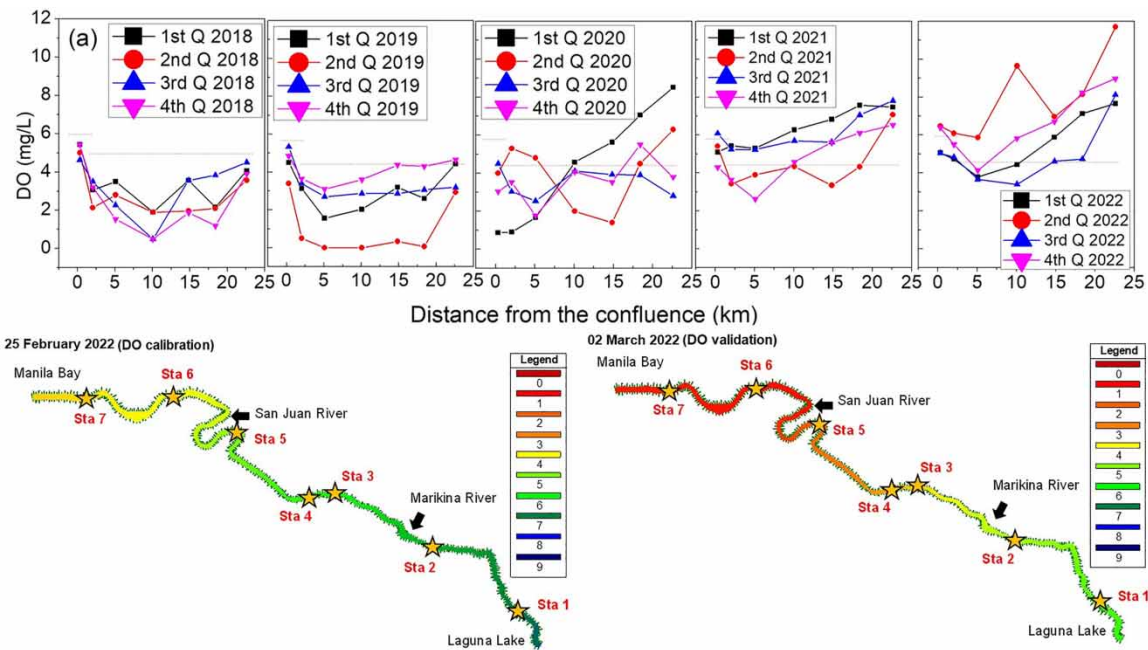 12
10
8
6
4
2
0
DO (mg/L)
(a)
1st Q 2018
2nd Q 2018
3rd Q 2018
4th Q 2018
1st Q 2019
2nd Q 2019
3rd Q 2019
4th Q 2019
1st Q 2020
2nd Q 2020
3rd Q 2020
4th Q 2020
1st Q 2021
2nd Q 2021
3rd Q 2021
4th Q 2021
1st Q 2022
2nd Q 2022
3rd Q 2022
4th Q 2022
0 5 10 15 20 25
0 5 10 15 20 25
0 5 10 15 20 25
0 5 10 15 20 25
0 5 10 15 20 25
Distance from the confluence (km)
25 February 2022 (DO calibration)
Manila Bay
Sta 7
Sta 6
San Juan River
Sta 5
Sta 3
Sta 4
Marikina River
Sta 2
Sta 1
Laguna Lake
Legend
0
1
2
3
4
5
6
7
8
9
02 March 2022 (DO validation)
Manila Bay
Sta 7
Sta 6
San Juan River
Sta 5
Sta 3
Sta 4
Marikina River
Sta 2
Sta 1
Laguna Lake
Legend
0
1
2
3
4
5
6
7
8
9